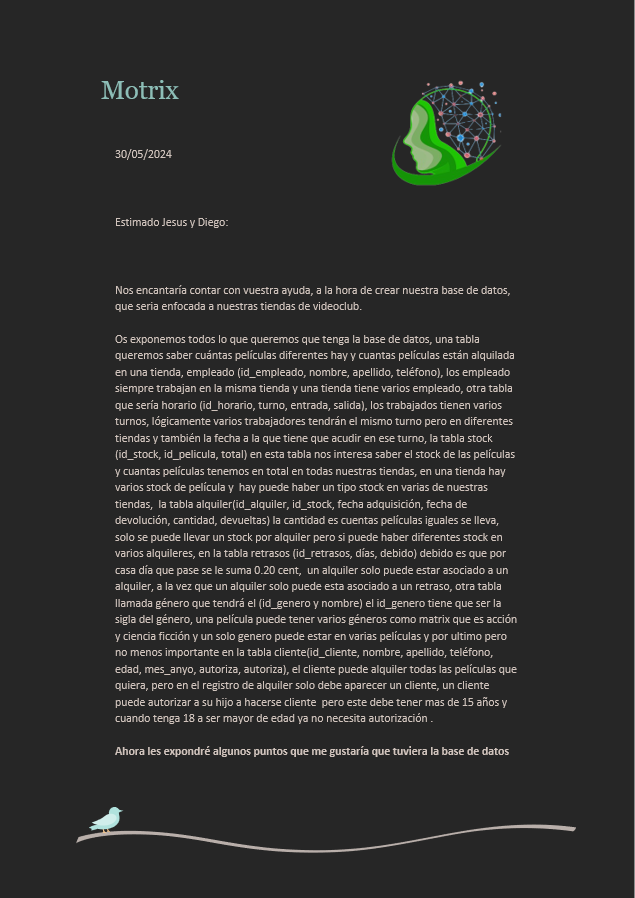 Motrix
30/05/2024
Estimado Jesus y Diego:
Nos encantaría contar con vuestra ayuda, a la hora de crear nuestra base de datos,
que seria enfocada a nuestras tiendas de videoclub.
Os exponemos todos lo que queremos que tenga la base de datos, una tabla
queremos saber cuántas películas diferentes hay y cuantas películas están alquilada
en una tienda, empleado (id_empleado, nombre, apellido, teléfono), los empleado
siempre trabajan en la misma tienda y una tienda tiene varios empleado, otra tabla
que sería horario (id_horario, turno, entrada, salida), los trabajados tienen varios
turnos, lógicamente varios trabajadores tendrán el mismo turno pero en diferentes
tiendas y también la fecha a la que tiene que acudir en ese turno, la tabla stock
(id_stock, id_pelicula, total) en esta tabla nos interesa saber el stock de las películas
y cuantas películas tenemos en total en todas nuestras tiendas, en una tienda hay
varios stock de película y  hay puede haber un tipo stock en varias de nuestras
tiendas,  la tabla alquiler(id_alquiler, id_stock, fecha adquisición, fecha de
devolución, cantidad, devueltas) la cantidad es cuentas películas iguales se lleva,
solo se puede llevar un stock por alquiler pero si puede haber diferentes stock en
varios alquileres, en la tabla retrasos (id_retrasos, días, debido) debido es que por
casa día que pase se le suma 0.20 cent,  un alquiler solo puede estar asociado a un
alquiler, a la vez que un alquiler solo puede esta asociado a un retraso, otra tabla
llamada género que tendrá el (id_genero y nombre) el id_genero tiene que ser la
sigla del género, una película puede tener varios géneros como matrix que es acción
y ciencia ficción y un solo genero puede estar en varias películas y por ultimo pero
no menos importante en la tabla cliente(id_cliente, nombre, apellido, teléfono,
edad, mes_anyo, autoriza, autoriza), el cliente puede alquiler todas las películas que
quiera, pero en el registro de alquiler solo debe aparecer un cliente, un cliente
puede autorizar a su hijo a hacerse cliente  pero este debe tener mas de 15 años y
cuando tenga 18 a ser mayor de edad ya no necesita autorización .
Ahora les expondré algunos puntos que me gustaría que tuviera la base de datos